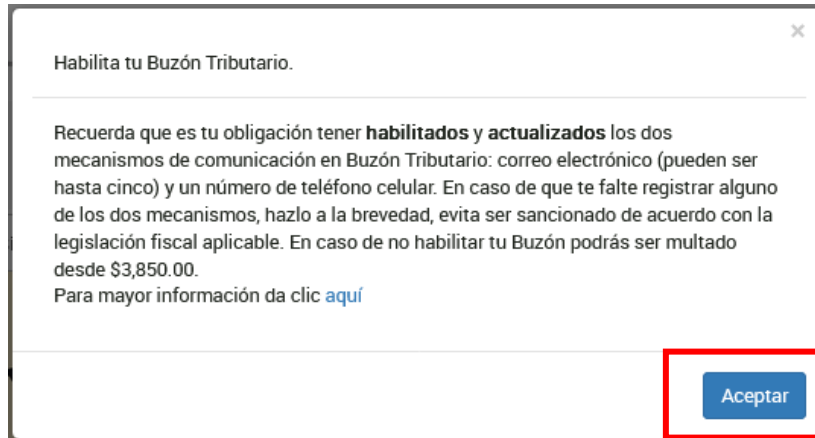 ×
Habilita tu Buzón Tributario.
Recuerda que es tu obligación tener habilitados y actualizados los dos
mecanismos de comunicación en Buzón Tributario: correo electrónico (pueden ser
hasta cinco) y un número de teléfono celular. En caso de que te falte registrar alguno
de los dos mecanismos, hazlo a la brevedad, evita ser sancionado de acuerdo con la
legislación fiscal aplicable. En caso de no habilitar tu Buzón podrás ser multado
desde $3,850.00.
Para mayor información da clic aquí
Aceptar